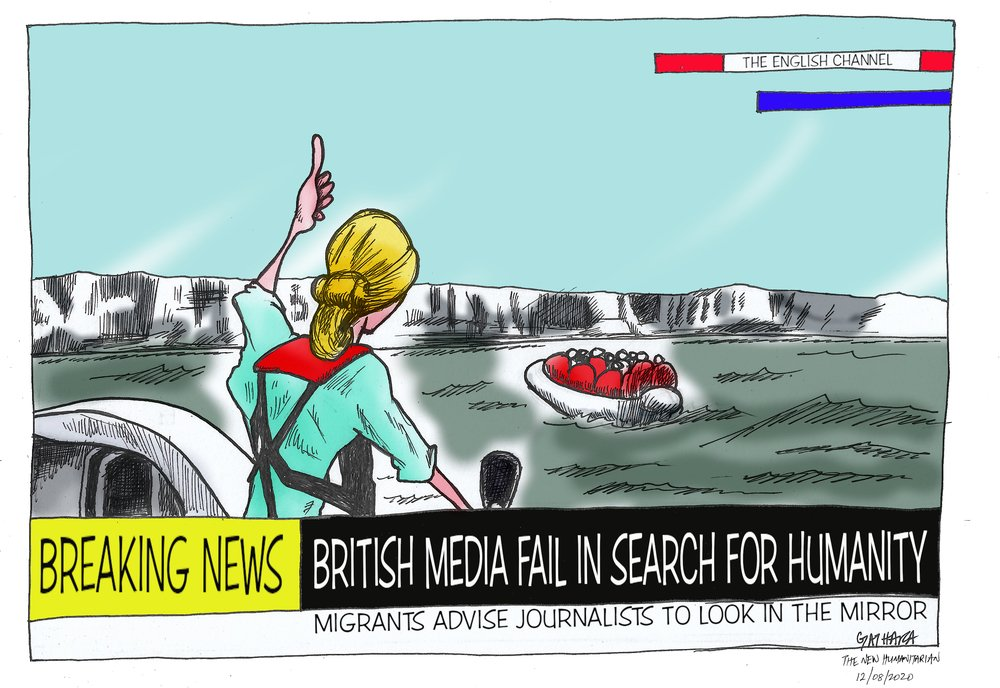 THE ENGLISH CHANNEL
BREAKING NEWS
BRITISH MEDIA FAIL IN SEARCH FOR HUMANITY
MIGRANTS ADVISE JOURNALISTS TO LOOK IN THE MIRROR
GATHARA
THE NEW HUMANITARIAN
12/08/2020